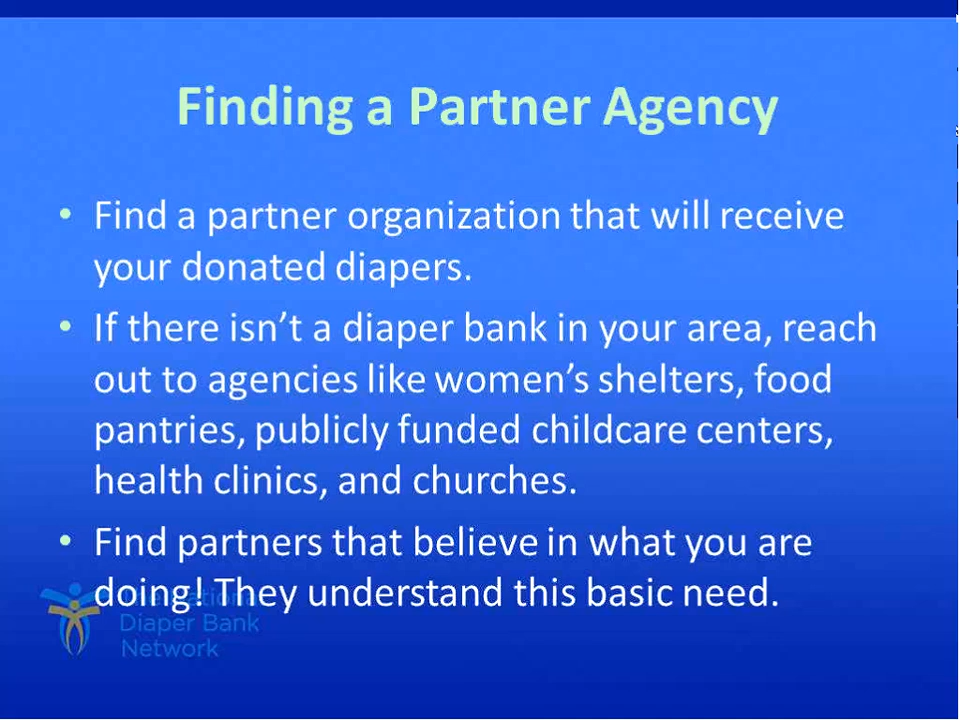 Finding a Partner Agency
• Find a partner organization that will receive
your donated diapers.
• If there isn’t a diaper bank in your area, reach
out to agencies like women’s shelters, food
pantries, publicly funded childcare centers,
health clinics, and churches.
• Find partners that believe in what you are
doing! They understand this basic need.
The National
Diaper Bank
Network